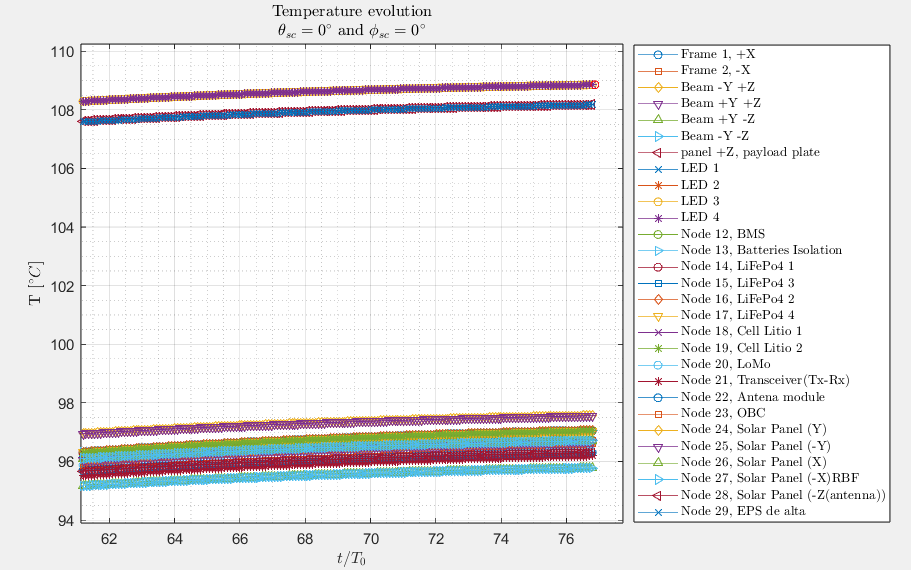 Temperature evolution
θsc = 0° and ϕsc = 0°
110
108
106
104
102
100
98
96
94
T [°C]
62
64
66
68
70
72
74
76
t/T0
Frame 1, +X
Frame 2, -X
Beam -Y +Z
Beam +Y +Z
Beam +Y -Z
Beam -Y -Z
panel +Z, payload plate
LED 1
LED 2
LED 3
LED 4
Node 12, BMS
Node 13, Batteries Isolation
Node 14, LiFePo4 1
Node 15, LiFePo4 3
Node 16, LiFePo4 2
Node 17, LiFePo4 4
Node 18, Cell Litio 1
Node 19, Cell Litio 2
Node 20, LoMo
Node 21, Transceiver(Tx-Rx)
Node 22, Antena module
Node 23, OBC
Node 24, Solar Panel (Y)
Node 25, Solar Panel (-Y)
Node 26, Solar Panel (X)
Node 27, Solar Panel (-X)RBF
Node 28, Solar Panel (-Z(antenna))
Node 29, EPS de alta